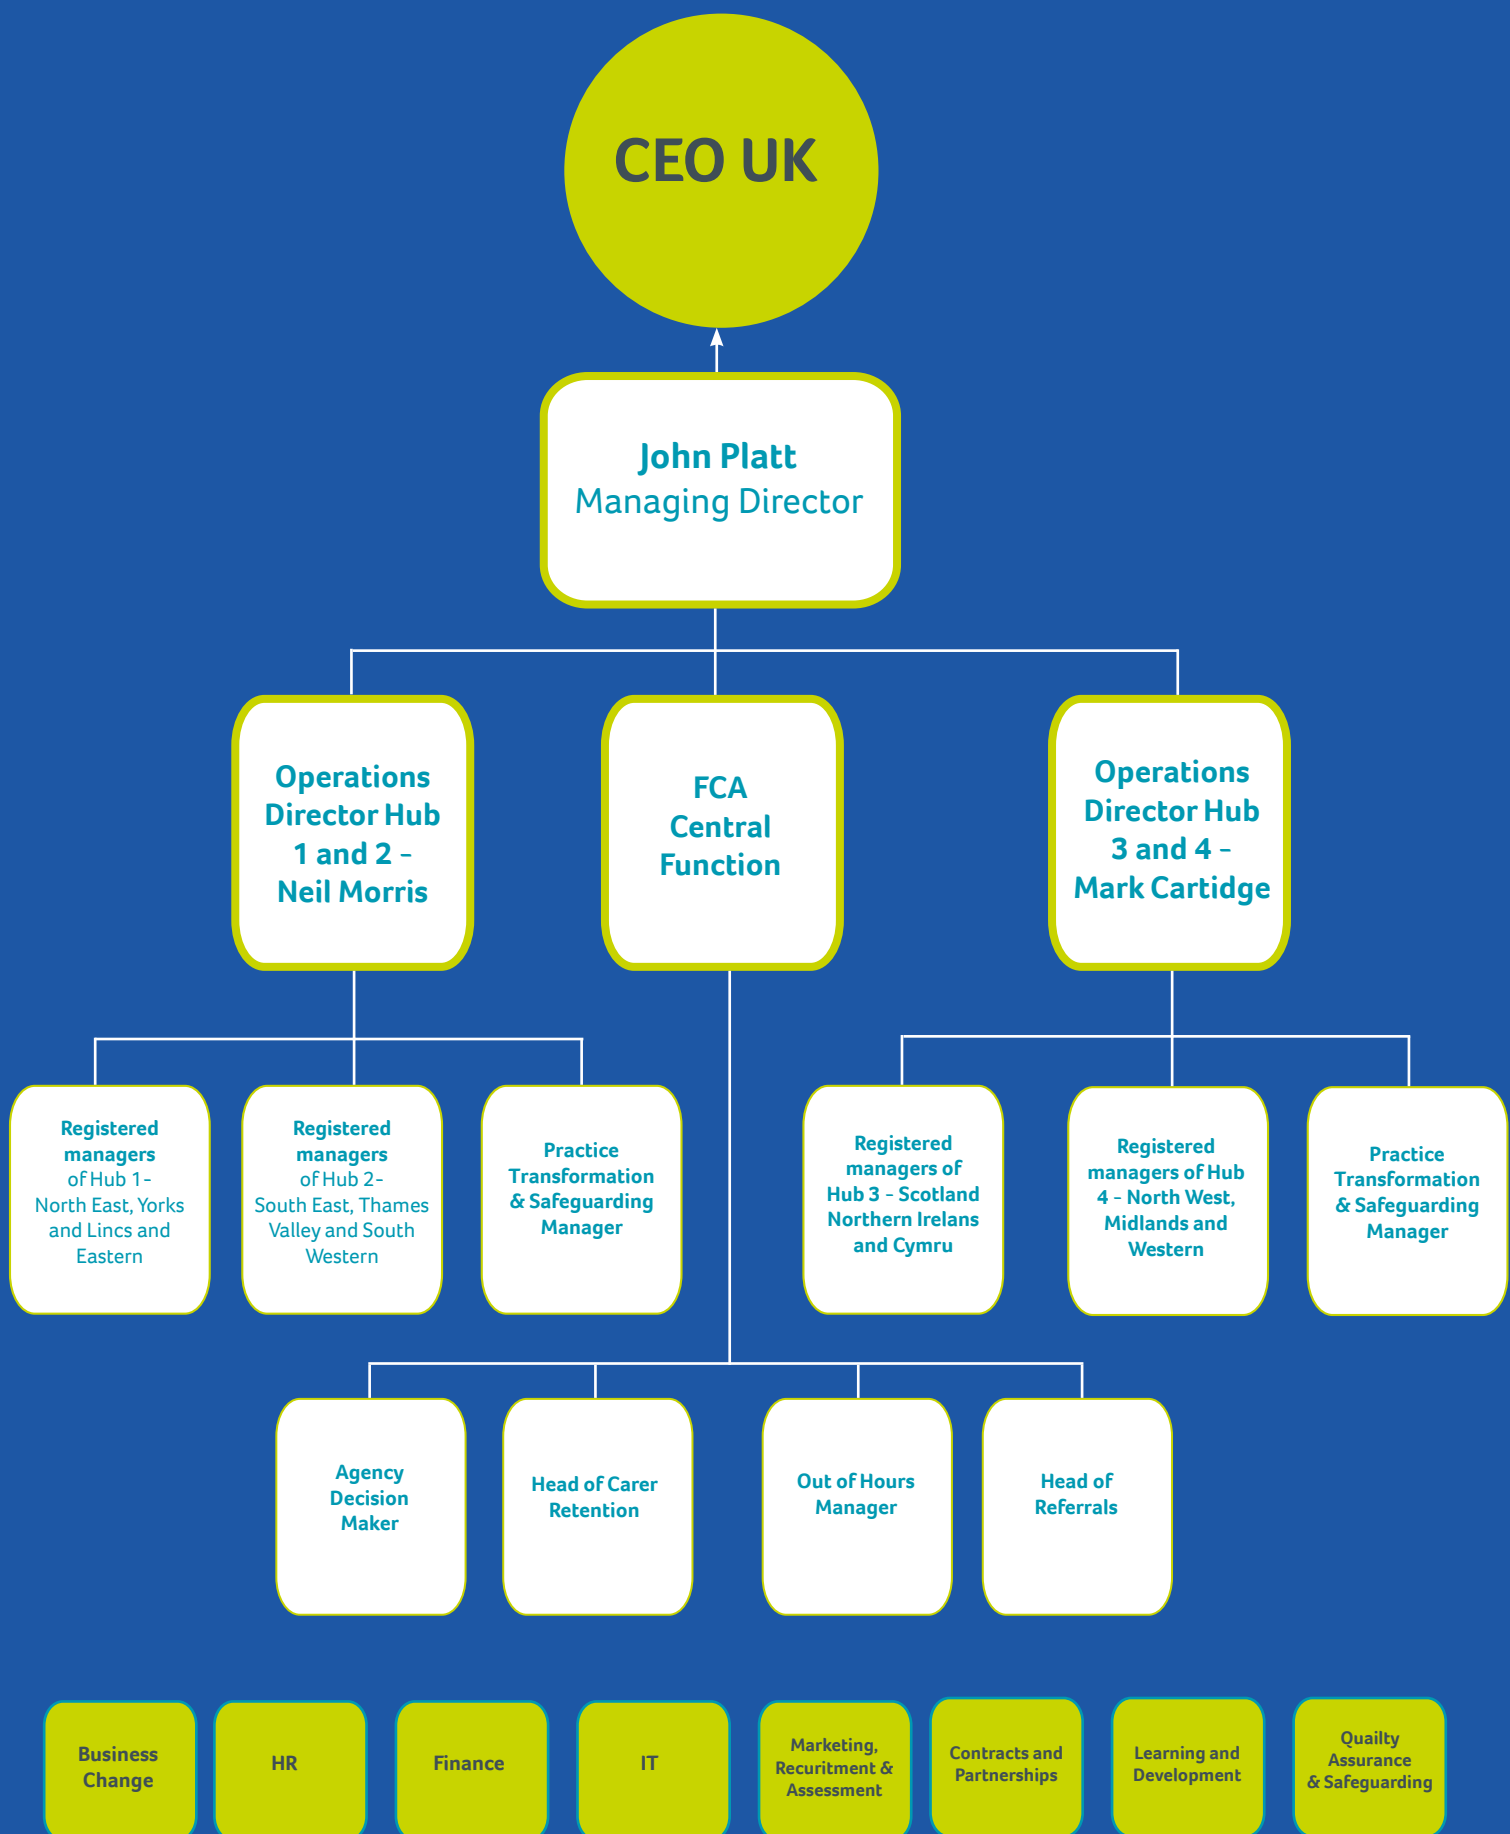 CEO UK
John Platt
Managing Director
Operations
Director Hub
1 and 2 -
Neil Morris
FCA
Central
Function
Operations
Director Hub
3 and 4 -
Mark Cartidge
Registered
managers
of Hub 1-
North East, Yorks
and Lincs and
Eastern
Registered
managers
of Hub 2-
South East, Thames
Valley and South
Western
Practice
Transformation
& Safeguarding
Manager
Registered
managers of
Hub 3 - Scotland
Northern Irelans
and Cymru
Registered
managers of Hub
4 - North West,
Midlands and
Western
Practice
Transformation
& Safeguarding
Manager
Agency
Decision
Maker
Head of Carer
Retention
Out of Hours
Manager
Head of
Referrals
Business
Change
HR
Finance
IT
Marketing,
Recuritment &
Assessment
Contracts and
Partnerships
Learning and
Development
Quailty
Assurance
& Safeguarding